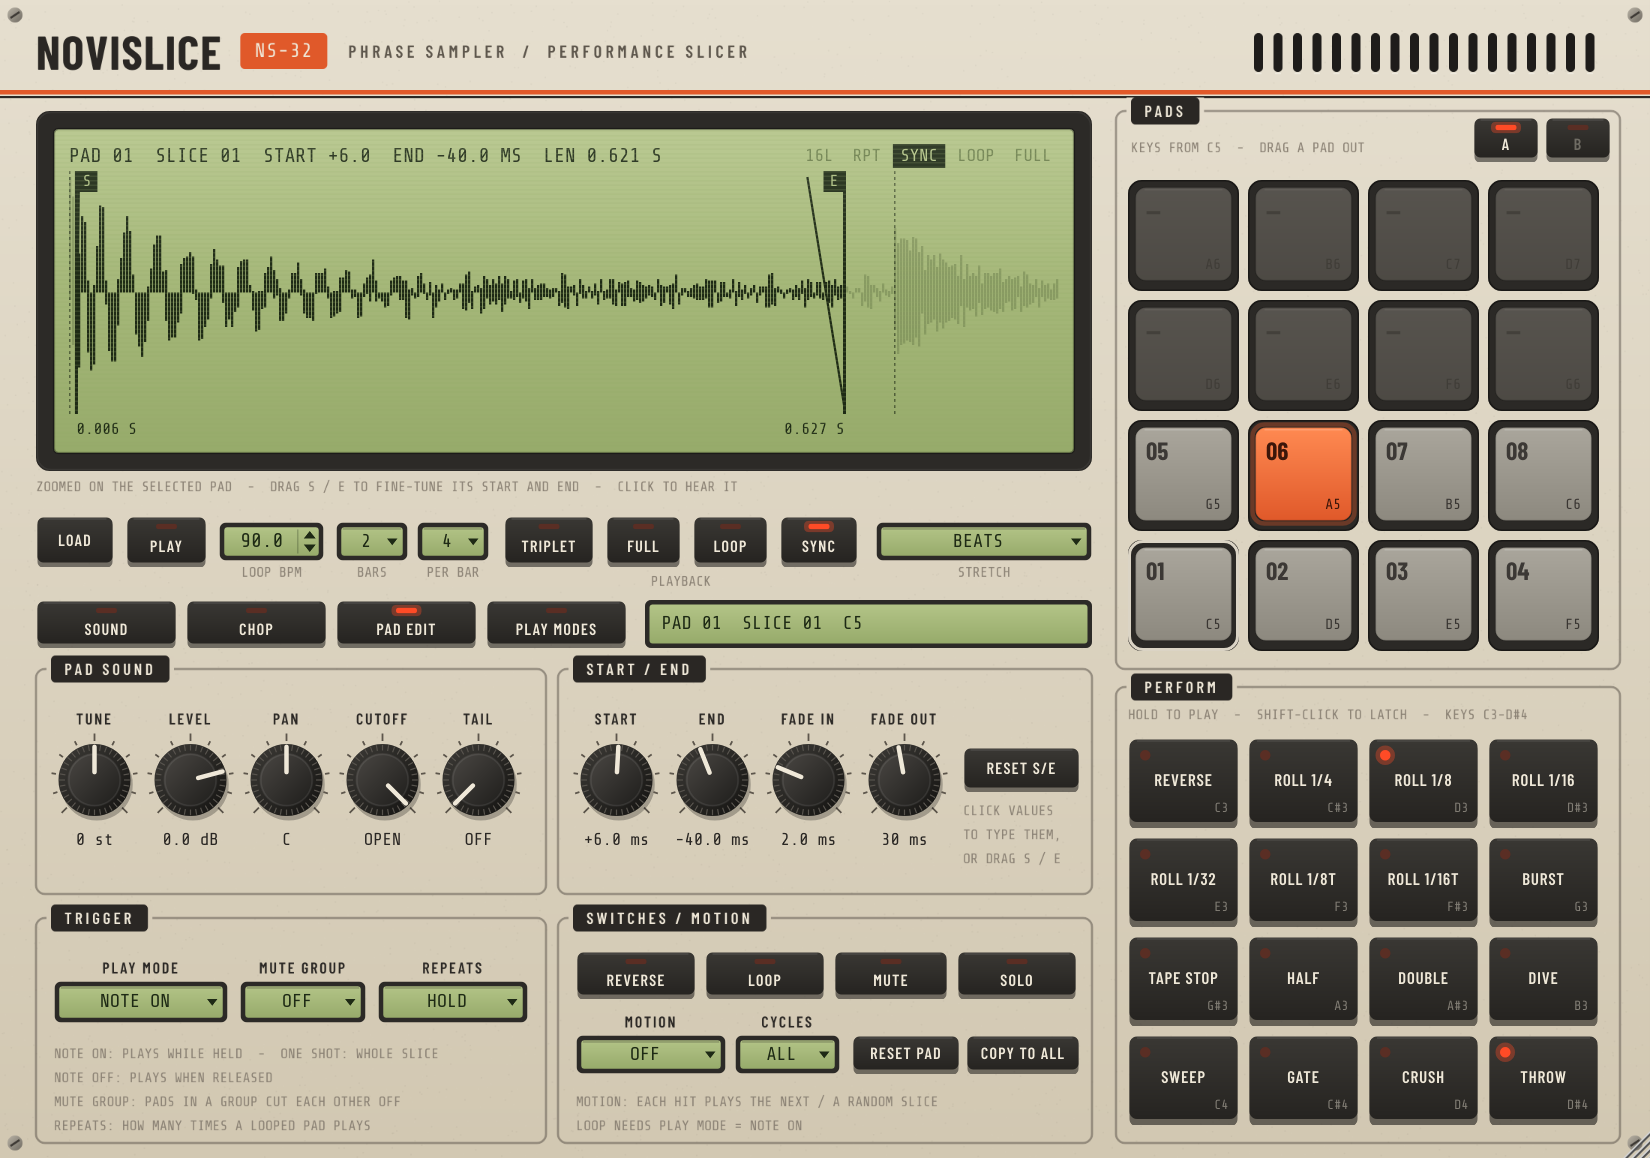 NOVISLICE NS-32 PHRASE SAMPLER / PERFORMANCE SLICER
PAD 01 SLICE 01 START +6.0 END -40.0 MS LEN 0.621 S 16L RPT SYNC LOOP FULL
S E
0.006 S 0.627 S
ZOOMED ON THE SELECTED PAD - DRAG S / E TO FINE-TUNE ITS START AND END - CLICK TO HEAR IT
LOAD PLAY 90.0 2 4 TRIPLET FULL LOOP SYNC BEATS
LOOP BPM BARS PER BAR PLAYBACK STRETCH
SOUND CHOP PAD EDIT PLAY MODES PAD 01 SLICE 01 C5
PAD SOUND
TUNE LEVEL PAN CUTOFF TAIL
0 st 0.0 dB C OPEN OFF
START / END
START END FADE IN FADE OUT
+6.0 ms -40.0 ms 2.0 ms 30 ms
RESET S/E
CLICK VALUES
TO TYPE THEM,
OR DRAG S / E
TRIGGER
PLAY MODE MUTE GROUP REPEATS
NOTE ON OFF HOLD
NOTE ON: PLAYS WHILE HELD - ONE SHOT: WHOLE SLICE
NOTE OFF: PLAYS WHEN RELEASED
MUTE GROUP: PADS IN A GROUP CUT EACH OTHER OFF
REPEATS: HOW MANY TIMES A LOOPED PAD PLAYS
SWITCHES / MOTION
REVERSE LOOP MUTE SOLO
MOTION CYCLES
OFF ALL RESET PAD COPY TO ALL
MOTION: EACH HIT PLAYS THE NEXT / A RANDOM SLICE
LOOP NEEDS PLAY MODE = NOTE ON
PADS
KEYS FROM C5 - DRAG A PAD OUT A B
— — — —
A6 B6 C7 D7
— — — —
D6 E6 F6 G6
05 06 07 08
G5 A5 B5 C6
01 02 03 04
C5 D5 E5 F5
PERFORM
HOLD TO PLAY - SHIFT-CLICK TO LATCH - KEYS C3-D#4
REVERSE ROLL 1/4 ROLL 1/8 ROLL 1/16
C3 C#3 D3 D#3
ROLL 1/32 ROLL 1/8T ROLL 1/16T BURST
E3 F3 F#3 G3
TAPE STOP HALF DOUBLE DIVE
G#3 A3 A#3 B3
SWEEP GATE CRUSH THROW
C4 C#4 D4 D#4